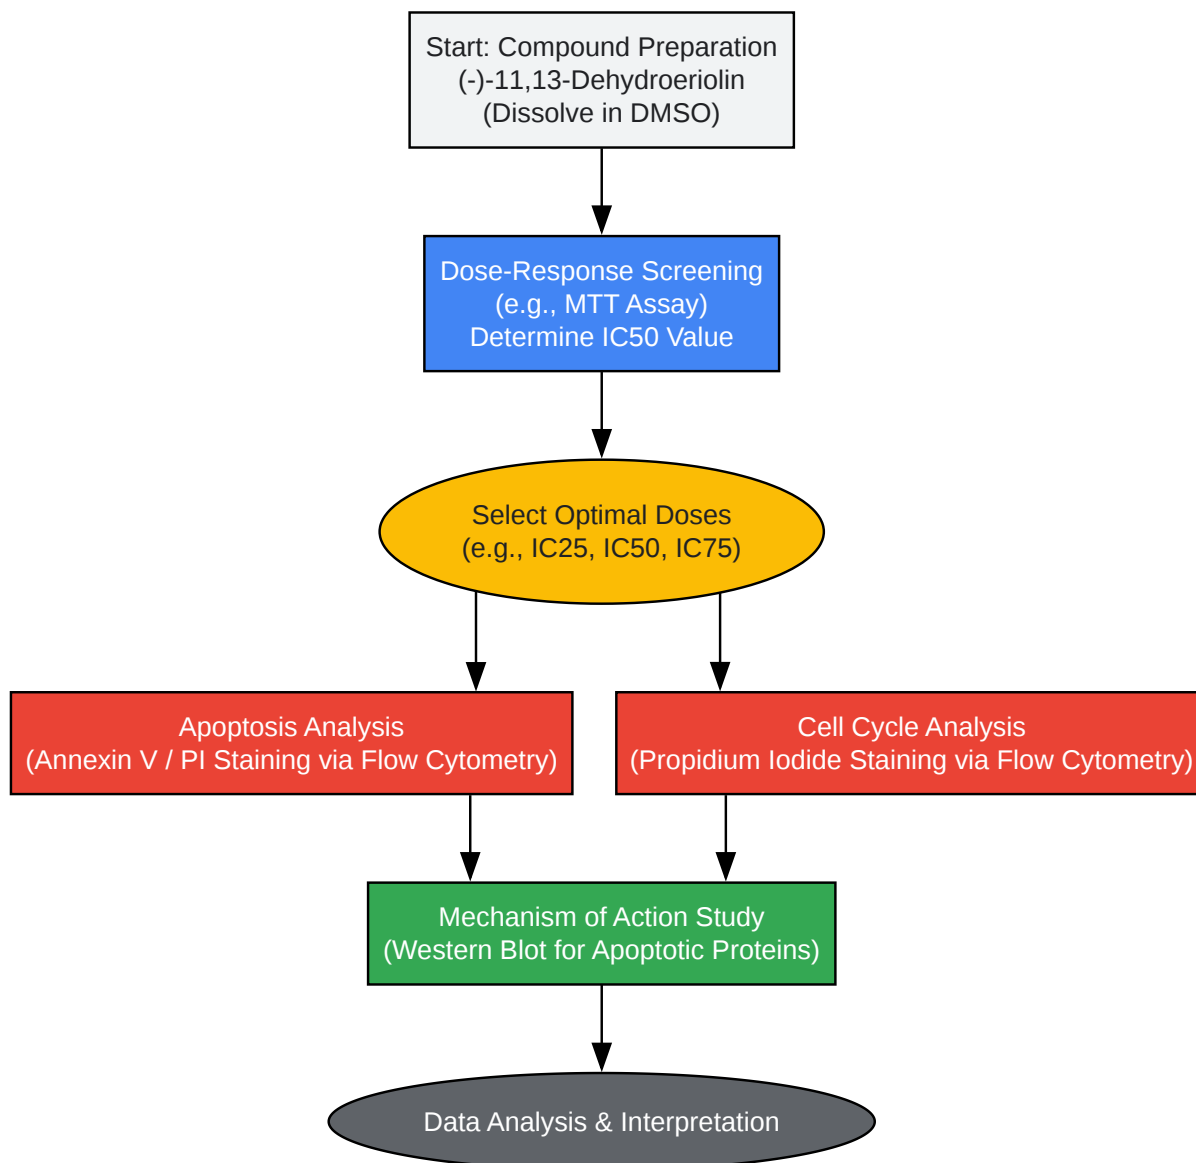 Start: Compound Preparation
(-)-11,13-Dehydroeriolin
(Dissolve in DMSO)
Dose-Response Screening
(e.g., MTT Assay)
Determine IC50 Value
Select Optimal Doses
(e.g., IC25, IC50, IC75)
Apoptosis Analysis
(Annexin V / PI Staining via Flow Cytometry)
Cell Cycle Analysis
(Propidium Iodide Staining via Flow Cytometry)
Mechanism of Action Study
(Western Blot for Apoptotic Proteins)
Data Analysis & Interpretation